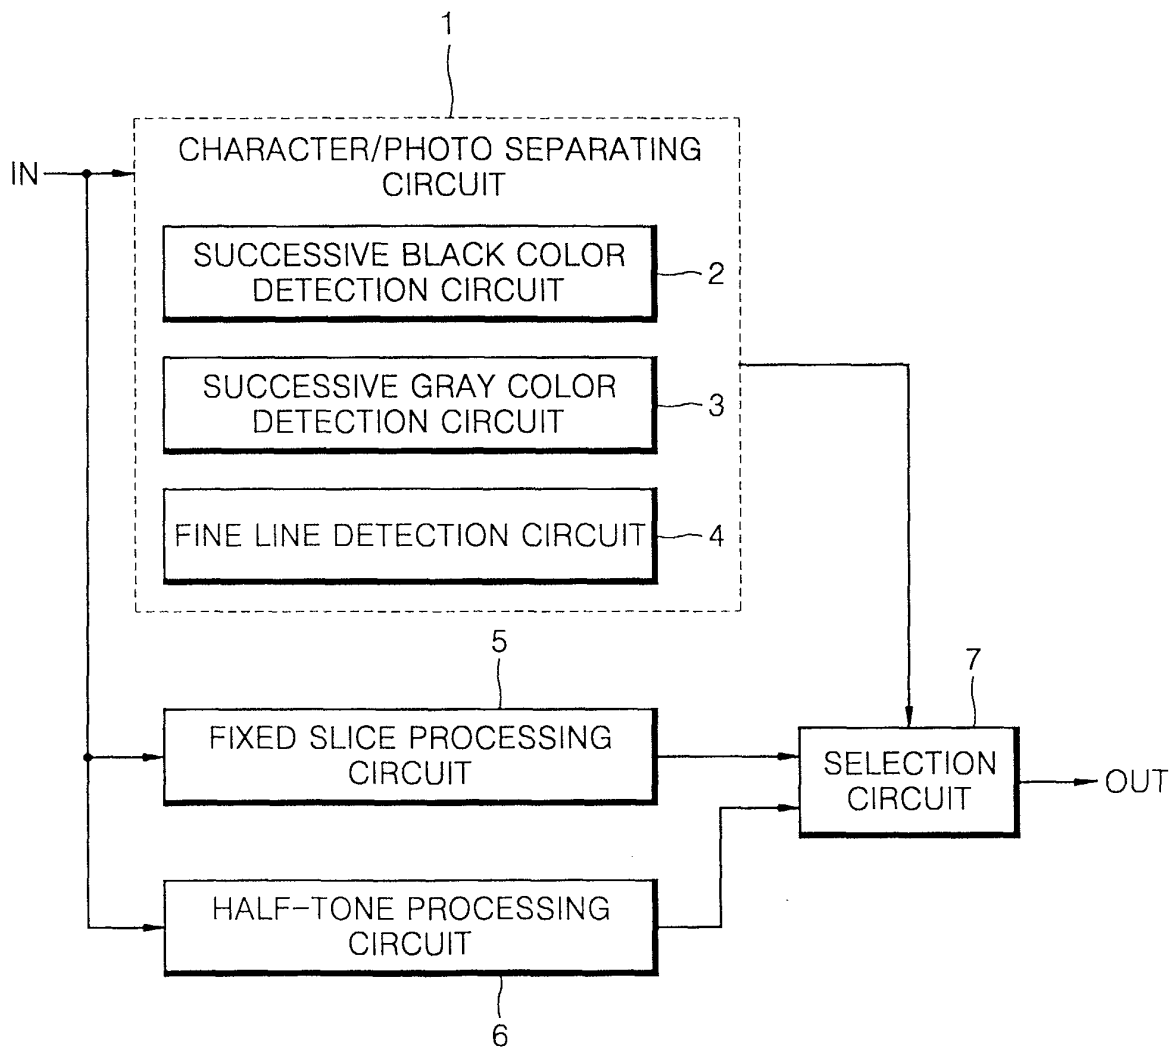 1
CHARACTER/PHOTO SEPARATING
CIRCUIT
IN
SUCCESSIVE BLACK COLOR
DETECTION CIRCUIT
2
SUCCESSIVE GRAY COLOR
DETECTION CIRCUIT
3
FINE LINE DETECTION CIRCUIT
4
5
FIXED SLICE PROCESSING
CIRCUIT
7
SELECTION
CIRCUIT
OUT
HALF-TONE PROCESSING
CIRCUIT
6